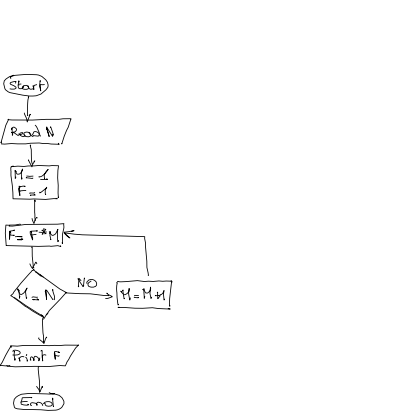 Start
Read N
M = 1
F = 1
F = F*M
M = N
NO
M = M+1
Print F
End